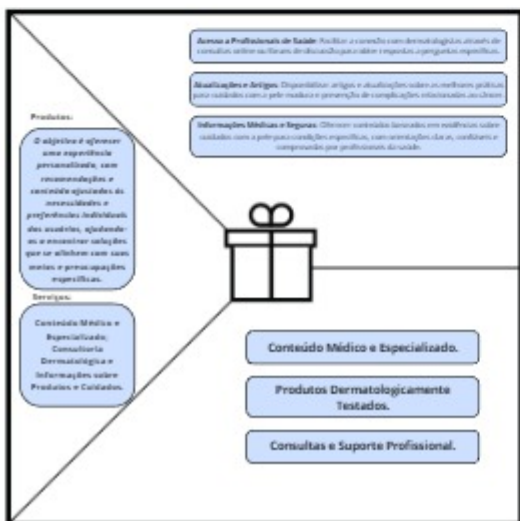 Acesso a Profissionais de Saúde: Facilitar a conexão com dermatologistas através de
consultas online ou fóruns de discussão para obter respostas a perguntas específicas.
Atualizações e Artigos: Disponibilizar artigos e atualizações sobre as melhores práticas
para cuidados com a pele madura e prevenção de complicações relacionadas ao câncer.
Informações Médicas e Seguras: Oferecer conteúdos baseados em evidências sobre
cuidados com a pele para condições específicas, com orientações claras, confiáveis e
comprovadas por profissionais da saúde.
Produtos:
O objetivo é oferecer
uma experiência
personalizada, com
recomendações e
conteúdo ajustados às
necessidades e
preferências individuais
dos usuários, ajudando-
os a encontrar soluções
que se alinhem com suas
metas e preocupações
específicas.
Serviços:
Conteúdo Médico e
Especializado;
Consultoria
Dermatológica e
Informações sobre
Produtos e Cuidados.
Conteúdo Médico e Especializado.
Produtos Dermatologicamente
Testados.
Consultas e Suporte Profissional.